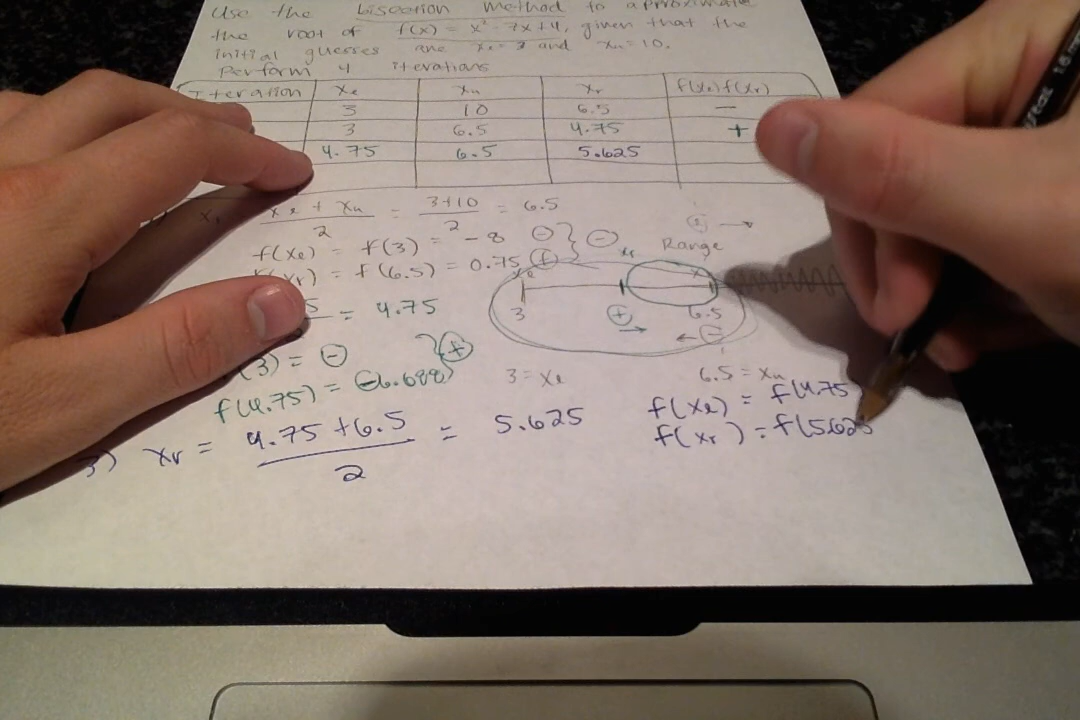 Use the bisection method to approximate
the root of f(x) = x² - 7x + 4, given that the
initial guesses are xℓ = 3 and xu = 10.
Perform 4 iterations
Iteration xℓ xu xr f(xℓ)f(xr)
3 10 6.5 −
3 6.5 4.75 +
4.75 6.5 5.625
xℓ + xu / 2 = 3+10 / 2 = 6.5
f(xℓ) = f(3) = -8 ⊖ } ⊖
(xr) = f(6.5) = 0.75 ⊕
Range
xℓ xr
3 ⊕ → 6.5
← ⊖
5 = 4.75
(3) = ⊖ } ⊕
f(4.75) = ⊖6.688
3 = xℓ 6.5 = xu
3) xr = 4.75 + 6.5 / 2 = 5.625
f(xℓ) = f(4.75
f(xr) = f(5.625